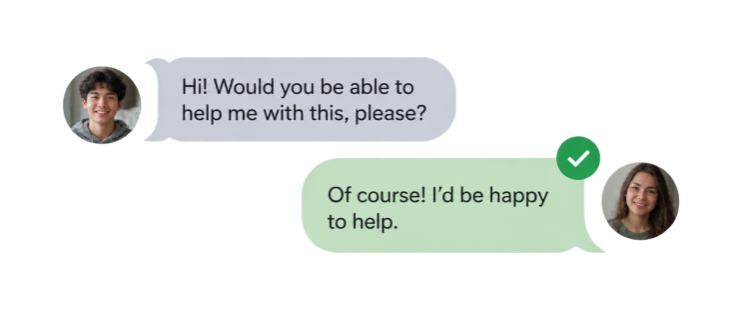 Hi! Would you be able to
help me with this, please?
Of course! I’d be happy
to help.